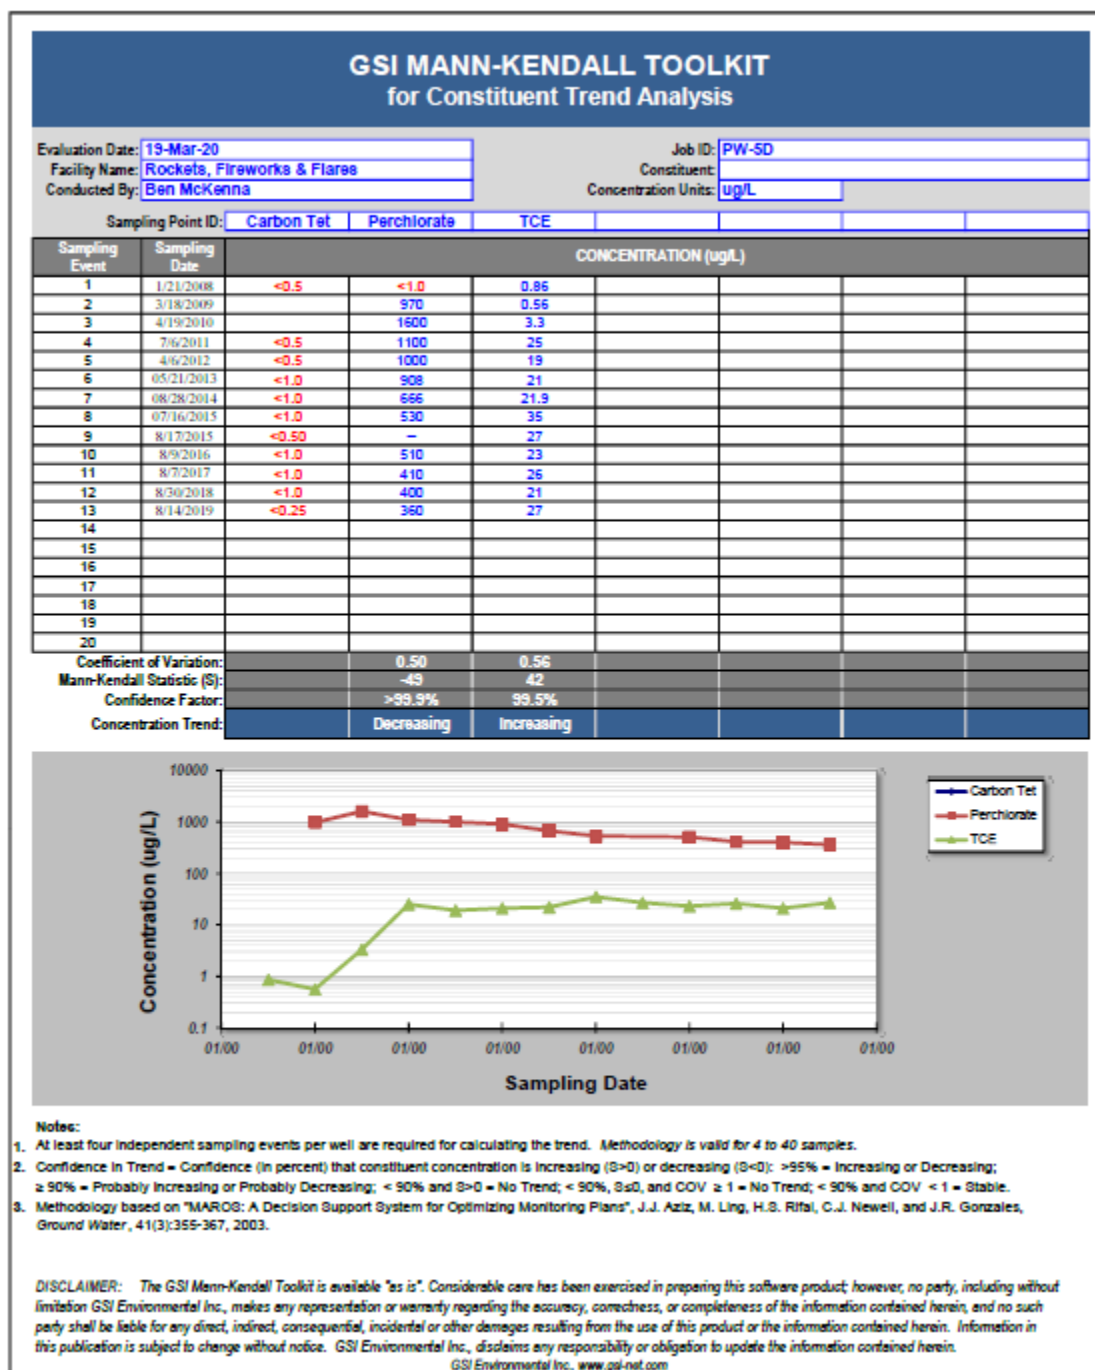 GSI MANN-KENDALL TOOLKIT
for Constituent Trend Analysis
Evaluation Date: 19-Mar-20 Job ID: PW-5D
Facility Name: Rockets, Fireworks & Flares Constituent:
Conducted By: Ben McKenna Concentration Units: ug/L
Sampling Point ID: Carbon Tet Perchlorate TCE
Sampling Event Sampling Date CONCENTRATION (ug/L)
1 1/21/2008 <0.5 <1.0 0.86
2 3/18/2009 970 0.56
3 4/19/2010 1600 3.3
4 7/6/2011 <0.5 1100 25
5 4/6/2012 <0.5 1000 19
6 05/21/2013 <1.0 908 21
7 08/28/2014 <1.0 666 21.9
8 07/16/2015 <1.0 530 35
9 8/17/2015 <0.50 – 27
10 8/9/2016 <1.0 510 23
11 8/7/2017 <1.0 410 26
12 8/30/2018 <1.0 400 21
13 8/14/2019 <0.25 360 27
14
15
16
17
18
19
20
Coefficient of Variation: 0.50 0.56
Mann-Kendall Statistic (S): -49 42
Confidence Factor: >99.9% 99.5%
Concentration Trend: Decreasing Increasing
10000
1000
100
10
1
0.1
Concentration (ug/L)
01/00 01/00 01/00 01/00 01/00 01/00 01/00 01/00
Sampling Date
Carbon Tet
Perchlorate
TCE
Notes:
1. At least four independent sampling events per well are required for calculating the trend. Methodology is valid for 4 to 40 samples.
2. Confidence in Trend = Confidence (in percent) that constituent concentration is increasing (S>0) or decreasing (S<0): >95% = Increasing or Decreasing;
≥ 90% = Probably Increasing or Probably Decreasing; < 90% and S>0 = No Trend; < 90%, S≤0, and COV ≥ 1 = No Trend; < 90% and COV < 1 = Stable.
3. Methodology based on "MAROS: A Decision Support System for Optimizing Monitoring Plans", J.J. Aziz, M. Ling, H.S. Rifai, C.J. Newell, and J.R. Gonzales,
Ground Water, 41(3):355-367, 2003.
DISCLAIMER: The GSI Mann-Kendall Toolkit is available "as is". Considerable care has been exercised in preparing this software product; however, no party, including without
limitation GSI Environmental Inc., makes any representation or warranty regarding the accuracy, correctness, or completeness of the information contained herein, and no such
party shall be liable for any direct, indirect, consequential, incidental or other damages resulting from the use of this product or the information contained herein. Information in
this publication is subject to change without notice. GSI Environmental Inc., disclaims any responsibility or obligation to update the information contained herein.
GSI Environmental Inc., www.gsi-net.com